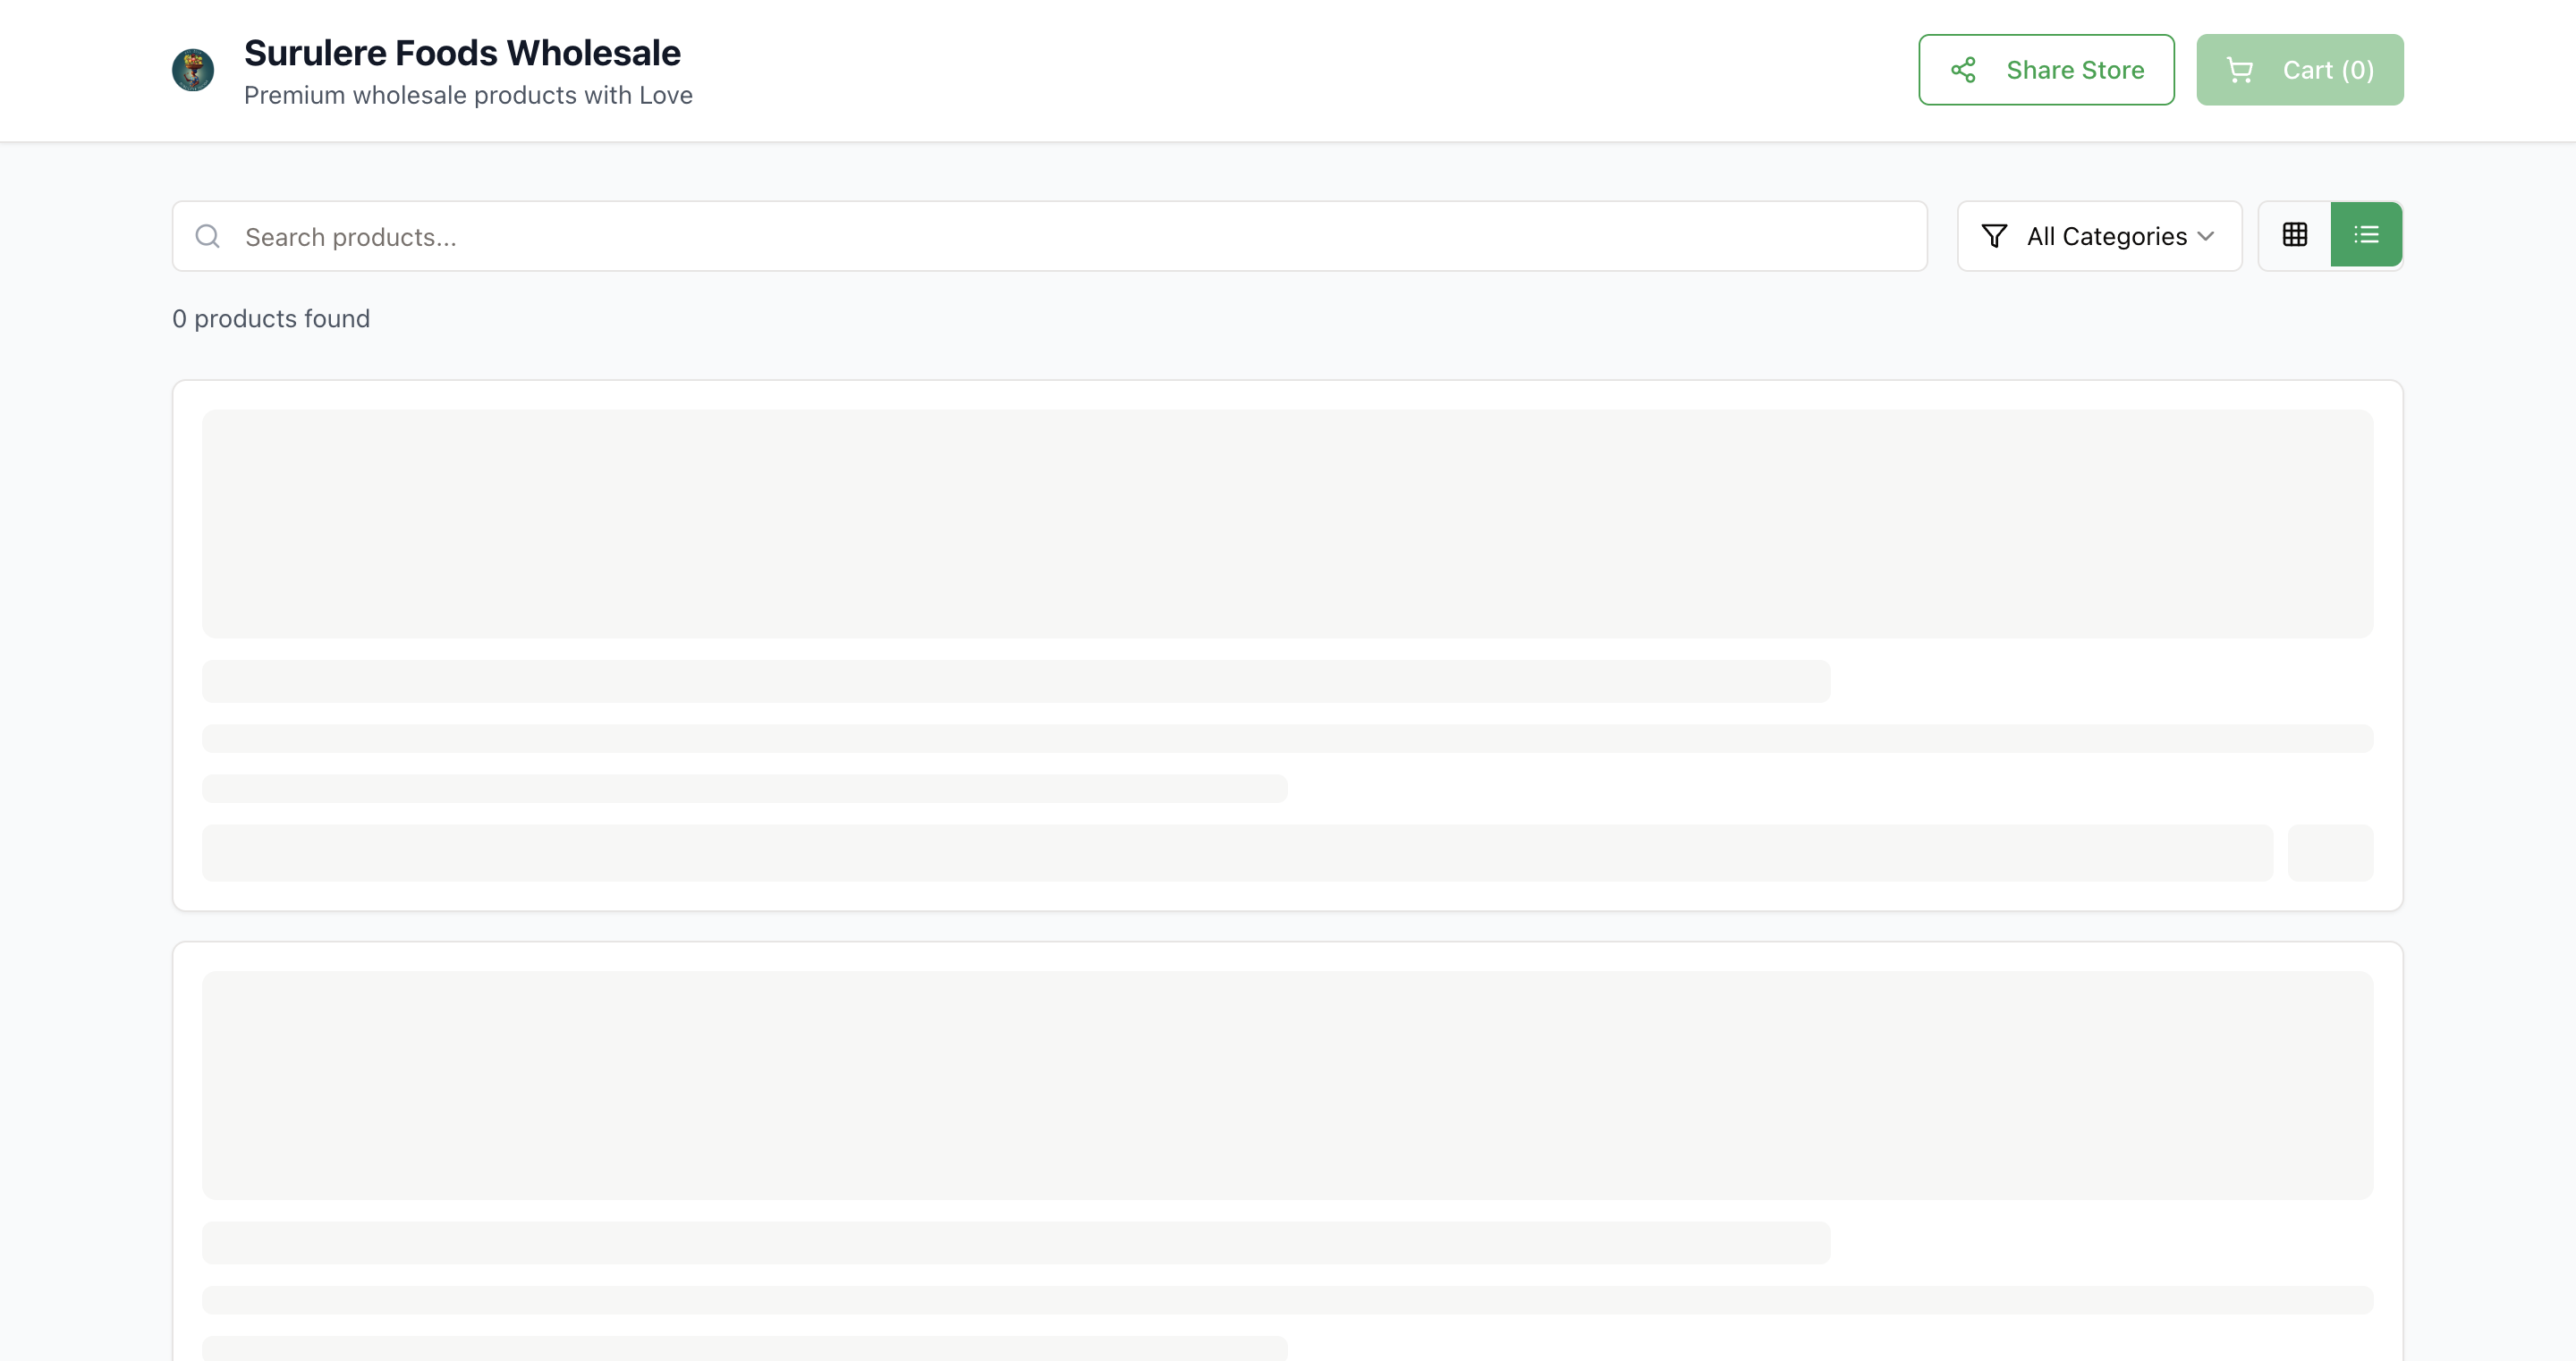 Surulere Foods Wholesale
Premium wholesale products with Love
Share Store
Cart (0)
Search products...
All Categories
0 products found